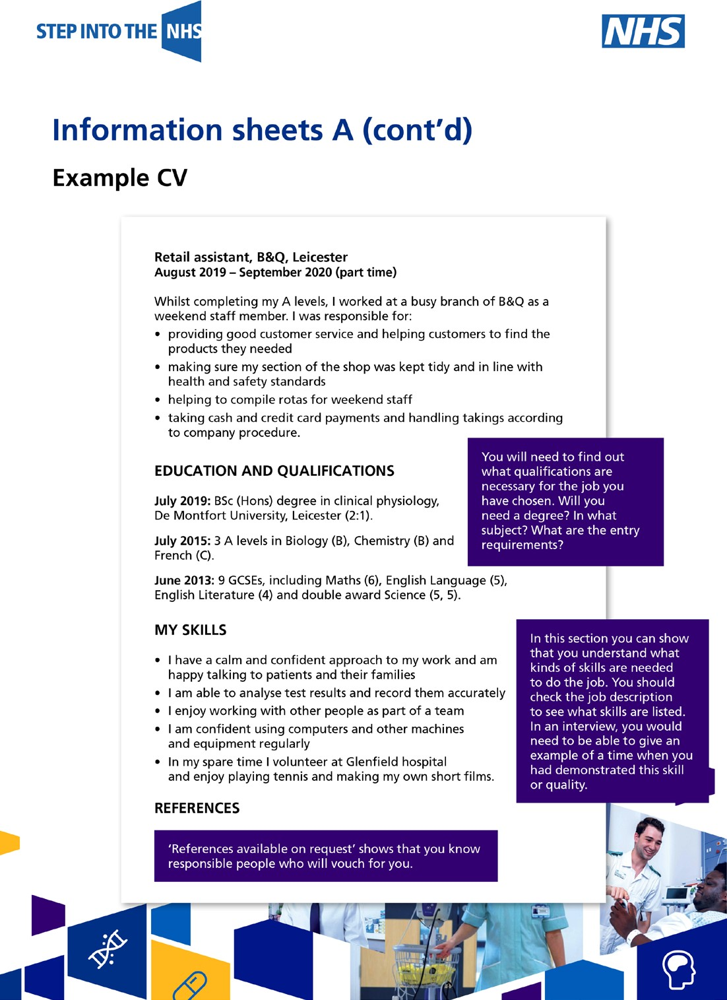 STEP INTO THE NHS
NHS
Information sheets A (cont’d)
Example CV
Retail assistant, B&Q, Leicester
August 2019 – September 2020 (part time)
Whilst completing my A levels, I worked at a busy branch of B&Q as a
weekend staff member. I was responsible for:
• providing good customer service and helping customers to find the
products they needed
• making sure my section of the shop was kept tidy and in line with
health and safety standards
• helping to compile rotas for weekend staff
• taking cash and credit card payments and handling takings according
to company procedure.
EDUCATION AND QUALIFICATIONS
July 2019: BSc (Hons) degree in clinical physiology,
De Montfort University, Leicester (2:1).
July 2015: 3 A levels in Biology (B), Chemistry (B) and
French (C).
June 2013: 9 GCSEs, including Maths (6), English Language (5),
English Literature (4) and double award Science (5, 5).
You will need to find out
what qualifications are
necessary for the job you
have chosen. Will you
need a degree? In what
subject? What are the entry
requirements?
MY SKILLS
• I have a calm and confident approach to my work and am
happy talking to patients and their families
• I am able to analyse test results and record them accurately
• I enjoy working with other people as part of a team
• I am confident using computers and other machines
and equipment regularly
• In my spare time I volunteer at Glenfield hospital
and enjoy playing tennis and making my own short films.
In this section you can show
that you understand what
kinds of skills are needed
to do the job. You should
check the job description
to see what skills are listed.
In an interview, you would
need to be able to give an
example of a time when you
had demonstrated this skill
or quality.
REFERENCES
‘References available on request’ shows that you know
responsible people who will vouch for you.